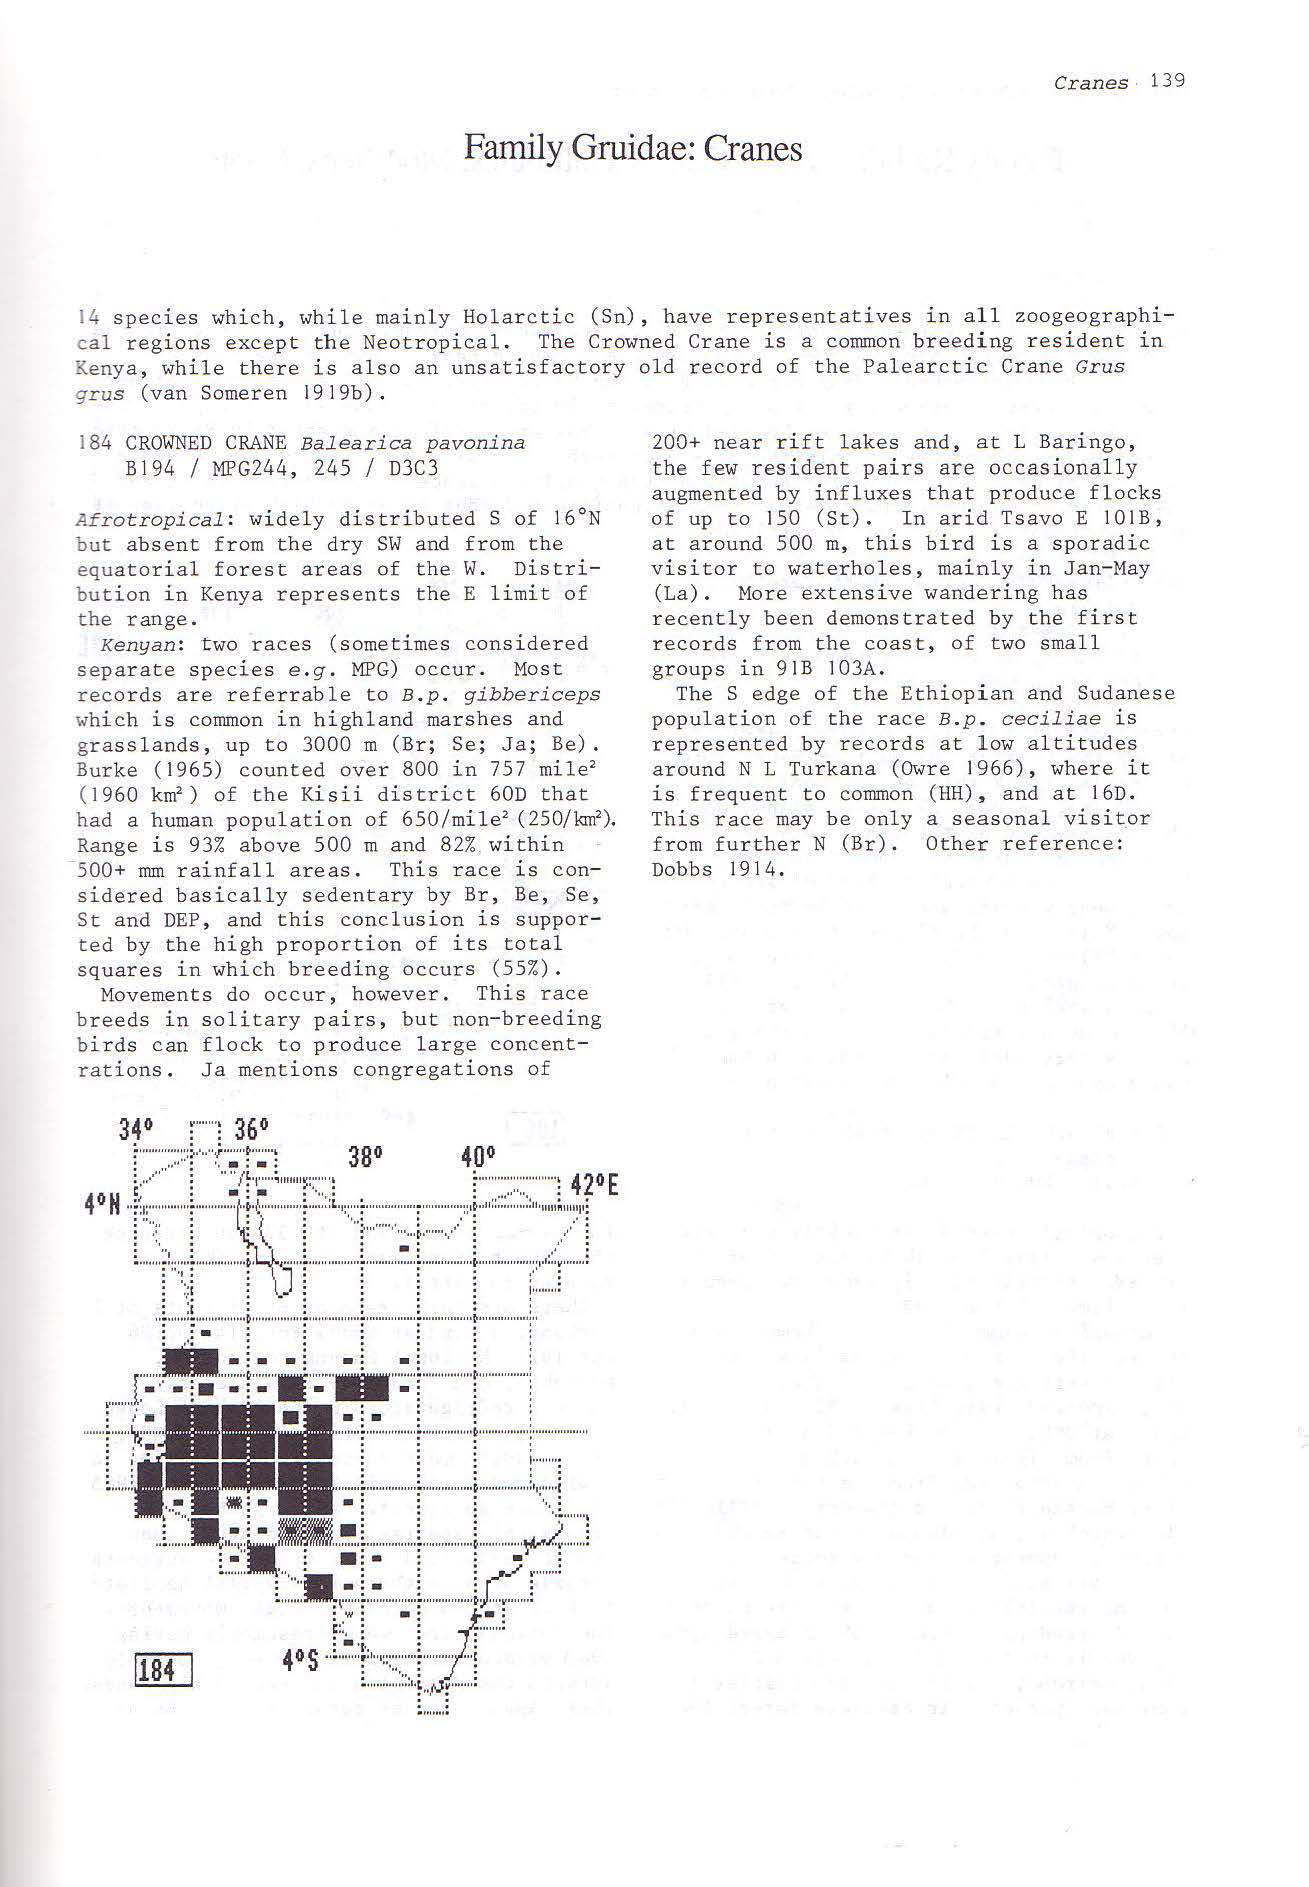 Cranes 139
Family Gruidae: Cranes
14 species which, while mainly Holarctic (Sn), have representatives in all zoogeographi-
cal regions except the Neotropical. The Crowned Crane is a common breeding resident in
Kenya, while there is also an unsatisfactory old record of the Palearctic Crane Grus
grus (van Someren 1919b).
184 CROWNED CRANE Balearica pavonina
B194 / MPG244, 245 / D3C3
Afrotropical: widely distributed S of 16°N
but absent from the dry SW and from the
equatorial forest areas of the W. Distri-
bution in Kenya represents the E limit of
the range.
Kenyan: two races (sometimes considered
separate species e.g. MPG) occur. Most
records are referrable to B.p. gibbericeps
which is common in highland marshes and
grasslands, up to 3000 m (Br; Se; Ja; Be).
Burke (1965) counted over 800 in 757 mile²
(1960 km²) of the Kisii district 60D that
had a human population of 650/mile² (250/km²).
Range is 93% above 500 m and 82% within
500+ mm rainfall areas. This race is con-
sidered basically sedentary by Br, Be, Se,
St and DEP, and this conclusion is suppor-
ted by the high proportion of its total
squares in which breeding occurs (55%).
Movements do occur, however. This race
breeds in solitary pairs, but non-breeding
birds can flock to produce large concent-
rations. Ja mentions congregations of
200+ near rift lakes and, at L Baringo,
the few resident pairs are occasionally
augmented by influxes that produce flocks
of up to 150 (St). In arid Tsavo E 101B,
at around 500 m, this bird is a sporadic
visitor to waterholes, mainly in Jan-May
(La). More extensive wandering has
recently been demonstrated by the first
records from the coast, of two small
groups in 91B 103A.
The S edge of the Ethiopian and Sudanese
population of the race B.p. ceciliae is
represented by records at low altitudes
around N L Turkana (Owre 1966), where it
is frequent to common (HH), and at 16D.
This race may be only a seasonal visitor
from further N (Br). Other reference:
Dobbs 1914.
34° 36°
38° 40°
42°E
4°N
4°S
184